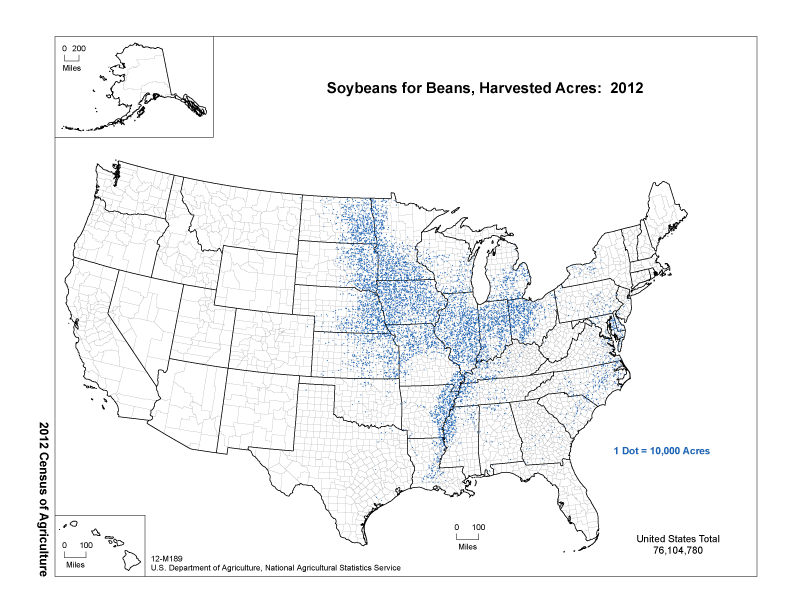 0 200
Miles
Soybeans for Beans, Harvested Acres: 2012
1 Dot = 10,000 Acres
2012 Census of Agriculture
0 100
Miles
0 100
Miles
United States Total
76,104,780
12-M189
U.S. Department of Agriculture, National Agricultural Statistics Service